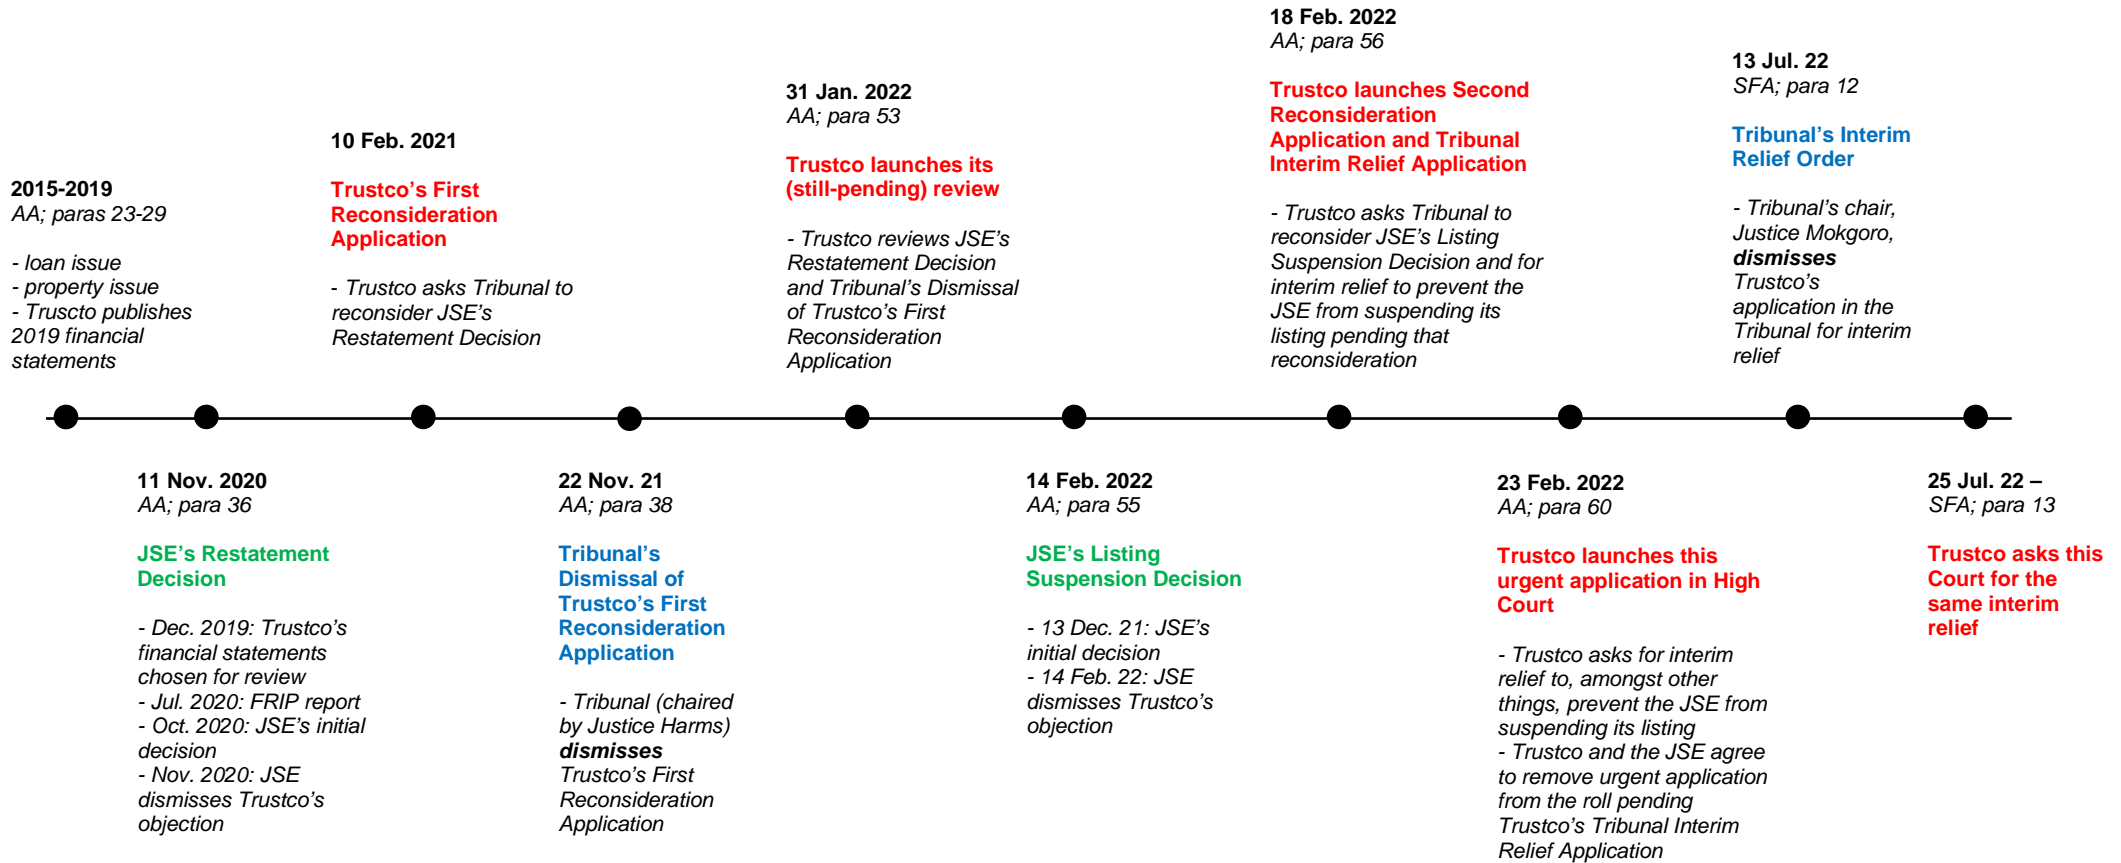 2015-2019
AA; paras 23-29
- loan issue
- property issue
- Truscto publishes
2019 financial
statements
11 Nov. 2020
AA; para 36
JSE’s Restatement
Decision
- Dec. 2019: Trustco’s
financial statements
chosen for review
- Jul. 2020: FRIP report
- Oct. 2020: JSE’s initial
decision
- Nov. 2020: JSE
dismisses Trustco’s
objection
10 Feb. 2021
Trustco’s First
Reconsideration
Application
- Trustco asks Tribunal to
reconsider JSE’s
Restatement Decision
22 Nov. 21
AA; para 38
Tribunal’s
Dismissal of
Trustco’s First
Reconsideration
Application
- Tribunal (chaired
by Justice Harms)
dismisses
Trustco’s First
Reconsideration
Application
31 Jan. 2022
AA; para 53
Trustco launches its
(still-pending) review
- Trustco reviews JSE’s
Restatement Decision
and Tribunal’s Dismissal
of Trustco’s First
Reconsideration
Application
14 Feb. 2022
AA; para 55
JSE’s Listing
Suspension Decision
- 13 Dec. 21: JSE’s
initial decision
- 14 Feb. 22: JSE
dismisses Trustco’s
objection
18 Feb. 2022
AA; para 56
Trustco launches Second
Reconsideration
Application and Tribunal
Interim Relief Application
- Trustco asks Tribunal to
reconsider JSE’s Listing
Suspension Decision and for
interim relief to prevent the
JSE from suspending its
listing pending that
reconsideration
23 Feb. 2022
AA; para 60
Trustco launches this
urgent application in High
Court
- Trustco asks for interim
relief to, amongst other
things, prevent the JSE from
suspending its listing
- Trustco and the JSE agree
to remove urgent application
from the roll pending
Trustco’s Tribunal Interim
Relief Application
13 Jul. 22
SFA; para 12
Tribunal’s Interim
Relief Order
- Tribunal’s chair,
Justice Mokgoro,
dismisses
Trustco’s
application in the
Tribunal for interim
relief
25 Jul. 22 –
SFA; para 13
Trustco asks this
Court for the
same interim
relief